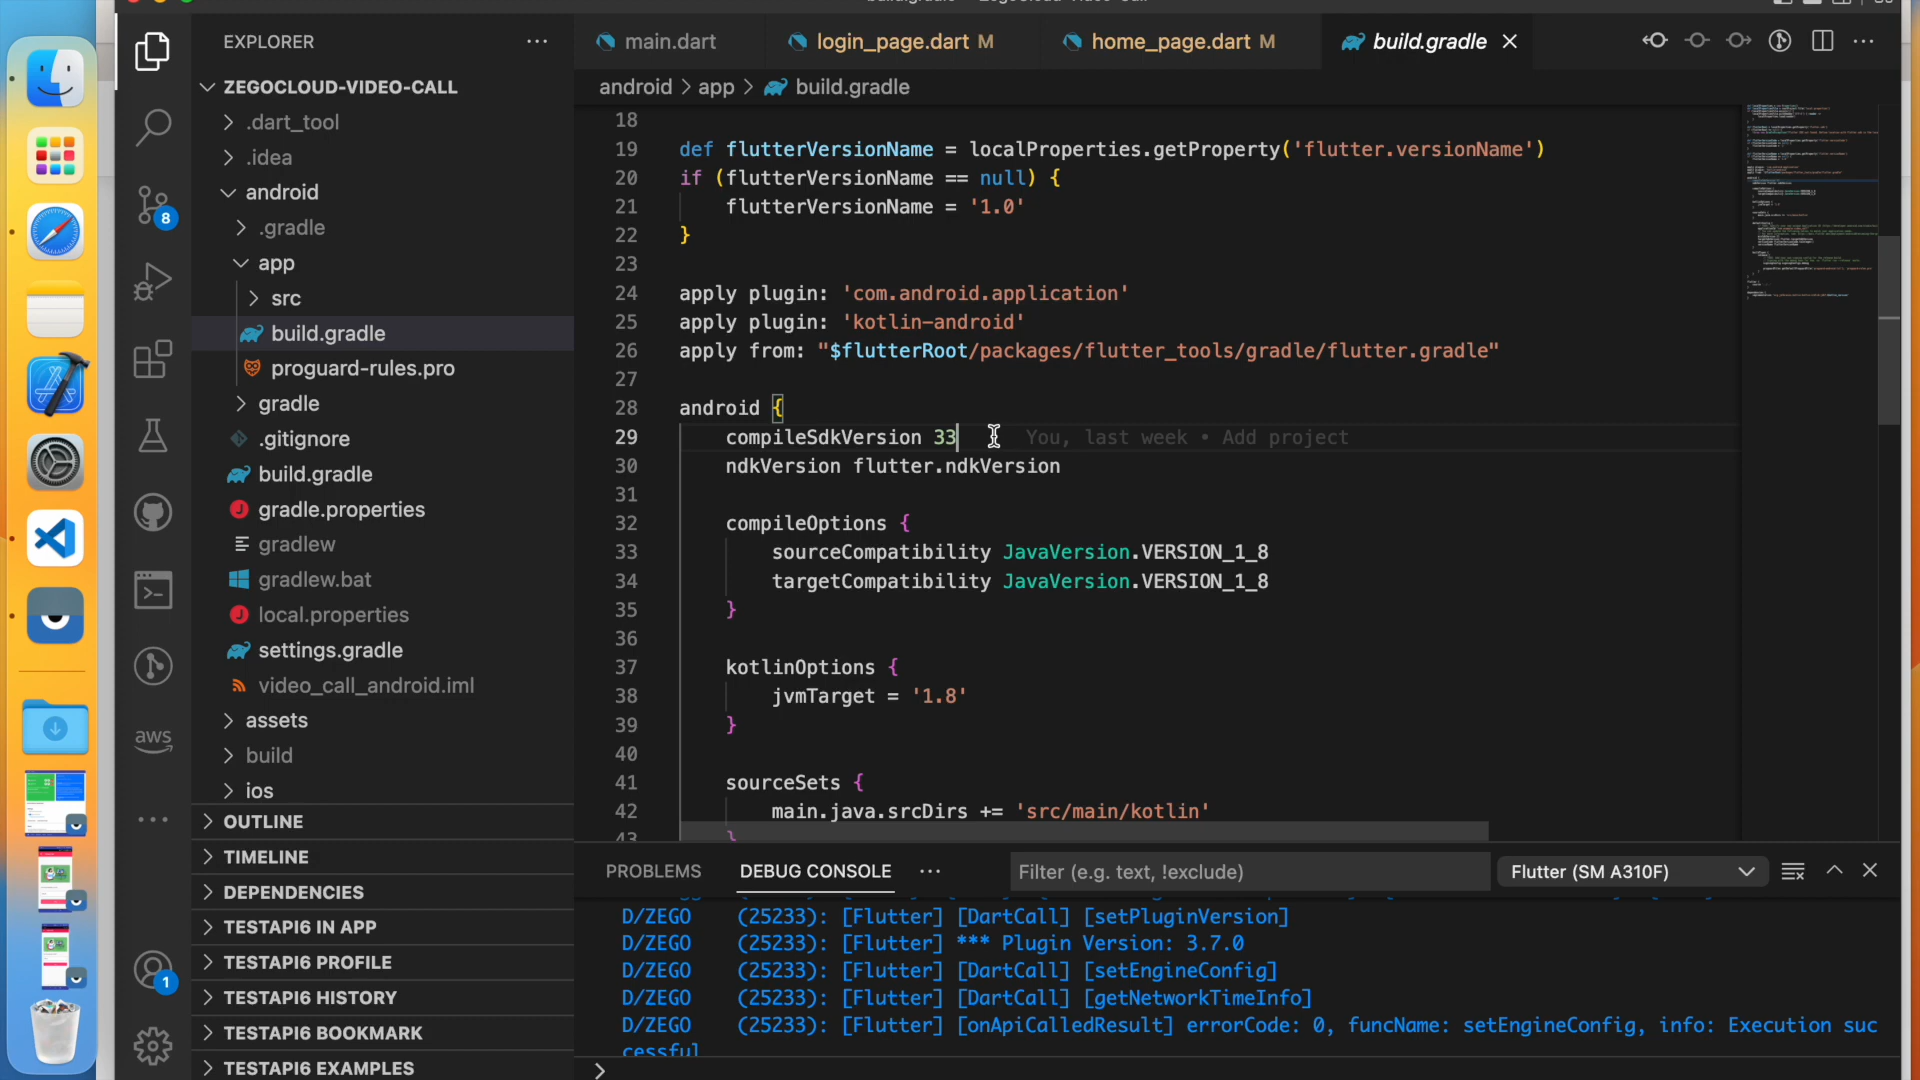 EXPLORER
ZEGOCLOUD-VIDEO-CALL
.dart_tool
.idea
android
.gradle
app
src
build.gradle
proguard-rules.pro
gradle
.gitignore
build.gradle
gradle.properties
gradlew
gradlew.bat
local.properties
settings.gradle
video_call_android.iml
assets
build
ios
OUTLINE
TIMELINE
DEPENDENCIES
TESTAPI6 IN APP
TESTAPI6 PROFILE
TESTAPI6 HISTORY
TESTAPI6 BOOKMARK
TESTAPI6 EXAMPLES
8
aws
1
main.dart
login_page.dart M
home_page.dart M
build.gradle
android > app > build.gradle
18
19 def flutterVersionName = localProperties.getProperty('flutter.versionName')
20 if (flutterVersionName == null) {
21 flutterVersionName = '1.0'
22 }
23
24 apply plugin: 'com.android.application'
25 apply plugin: 'kotlin-android'
26 apply from: "$flutterRoot/packages/flutter_tools/gradle/flutter.gradle"
27
28 android {
29 compileSdkVersion 33 You, last week • Add project
30 ndkVersion flutter.ndkVersion
31
32 compileOptions {
33 sourceCompatibility JavaVersion.VERSION_1_8
34 targetCompatibility JavaVersion.VERSION_1_8
35 }
36
37 kotlinOptions {
38 jvmTarget = '1.8'
39 }
40
41 sourceSets {
42 main.java.srcDirs += 'src/main/kotlin'
43 }
PROBLEMS DEBUG CONSOLE Filter (e.g. text, !exclude) Flutter (SM A310F)
D/ZEGO (25233): [Flutter] [DartCall] [setPluginVersion]
D/ZEGO (25233): [Flutter] *** Plugin Version: 3.7.0
D/ZEGO (25233): [Flutter] [DartCall] [setEngineConfig]
D/ZEGO (25233): [Flutter] [DartCall] [getNetworkTimeInfo]
D/ZEGO (25233): [Flutter] [onApiCalledResult] errorCode: 0, funcName: setEngineConfig, info: Execution suc
cessful